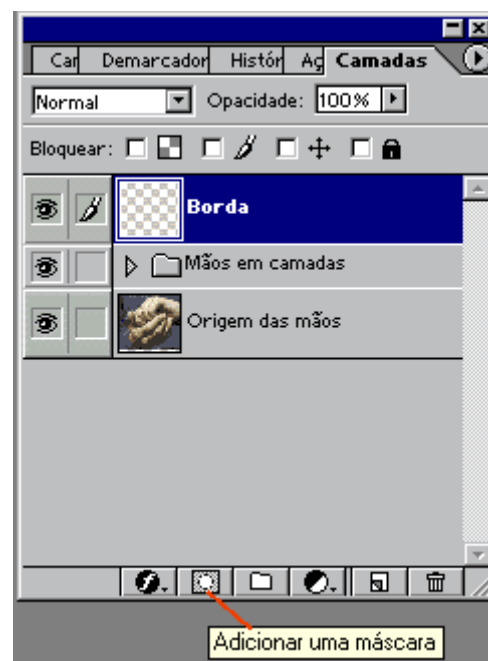 Car Demarcador Histór Aç Camadas
Normal Opacidade: 100%
Bloquear:
Borda
Mãos em camadas
Origem das mãos
Adicionar uma máscara